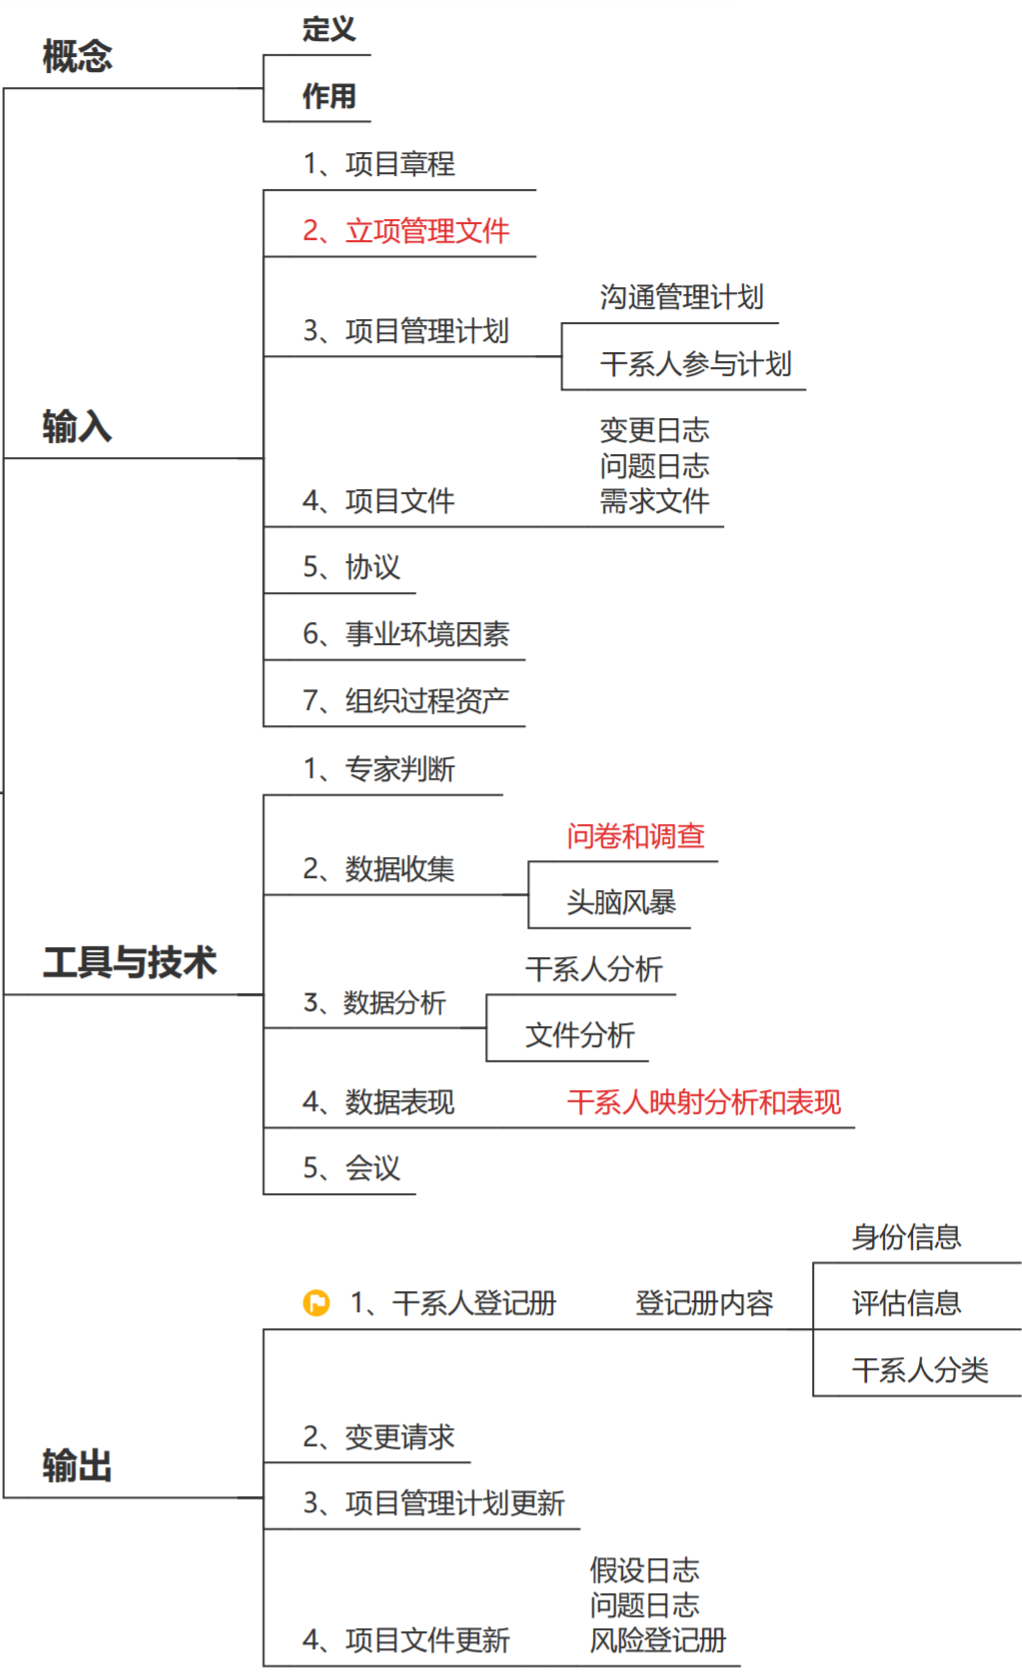 概念
定义
作用
输入
1、项目章程
2、立项管理文件
3、项目管理计划
沟通管理计划
干系人参与计划
4、项目文件
变更日志
问题日志
需求文件
5、协议
6、事业环境因素
7、组织过程资产
工具与技术
1、专家判断
2、数据收集
问卷和调查
头脑风暴
3、数据分析
干系人分析
文件分析
4、数据表现
干系人映射分析和表现
5、会议
输出
1、干系人登记册
登记册内容
身份信息
评估信息
干系人分类
2、变更请求
3、项目管理计划更新
4、项目文件更新
假设日志
问题日志
风险登记册